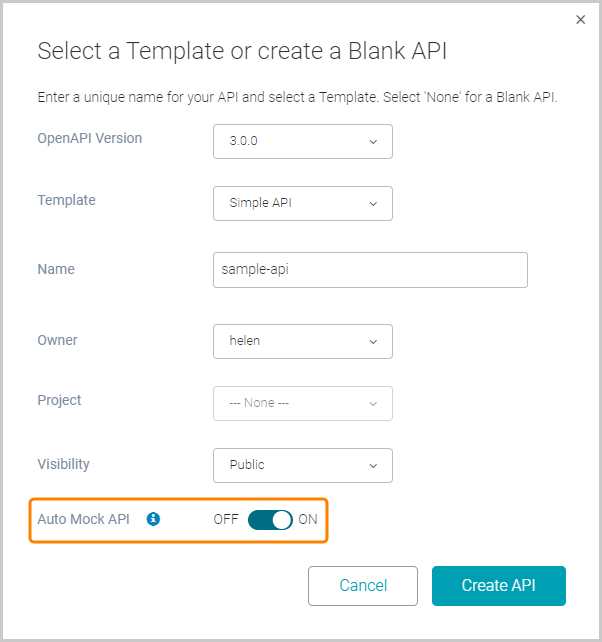 Select a Template or create a Blank API
Enter a unique name for your API and select a Template. Select 'None' for a Blank API.
OpenAPI Version 3.0.0
Template Simple API
Name sample-api
Owner helen
Project --- None ---
Visibility Public
Auto Mock API OFF ON
Cancel Create API